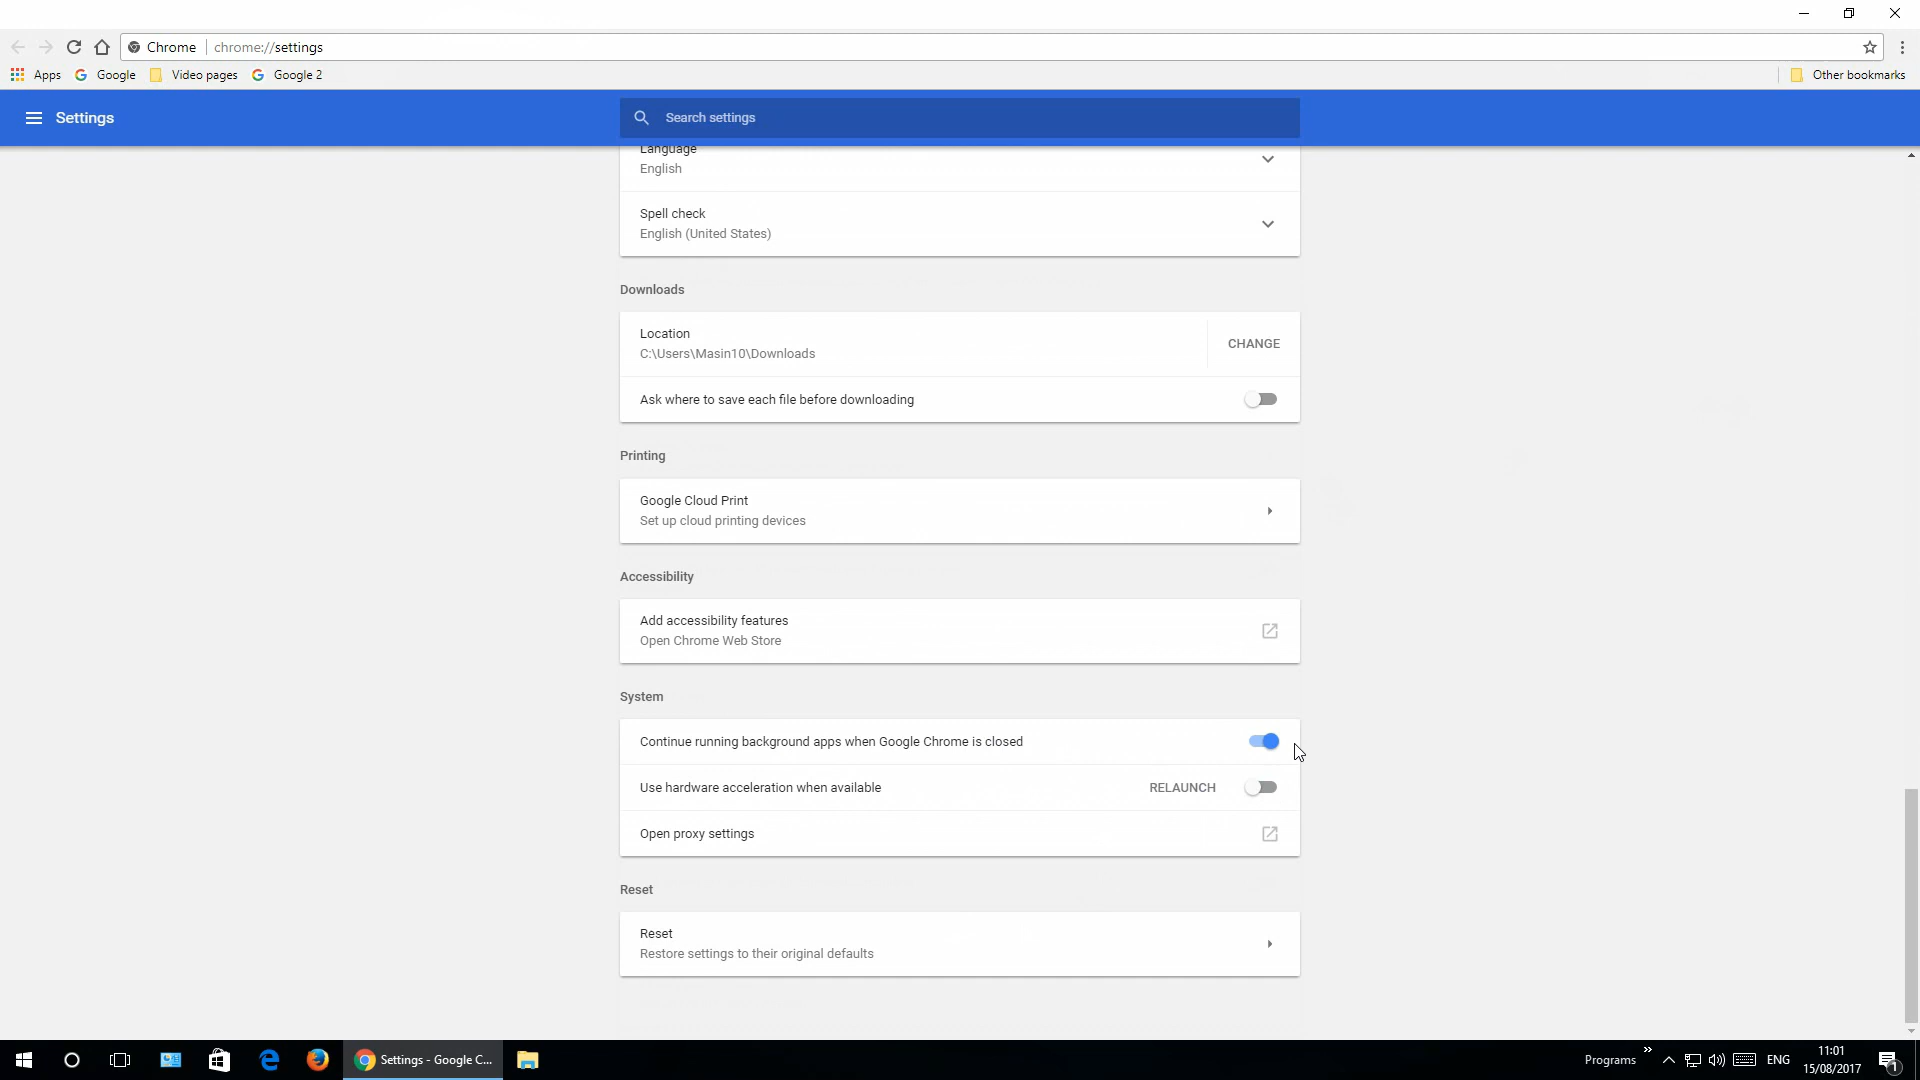 Chrome chrome://settings
Apps Google Video pages Google 2 Other bookmarks
Settings Search settings
Language
English
Spell check
English (United States)
Downloads
Location
C:\Users\Masin10\Downloads
CHANGE
Ask where to save each file before downloading
Printing
Google Cloud Print
Set up cloud printing devices
Accessibility
Add accessibility features
Open Chrome Web Store
System
Continue running background apps when Google Chrome is closed
Use hardware acceleration when available RELAUNCH
Open proxy settings
Reset
Reset
Restore settings to their original defaults
Settings - Google C... Programs » ENG
11:01
15/08/2017
1